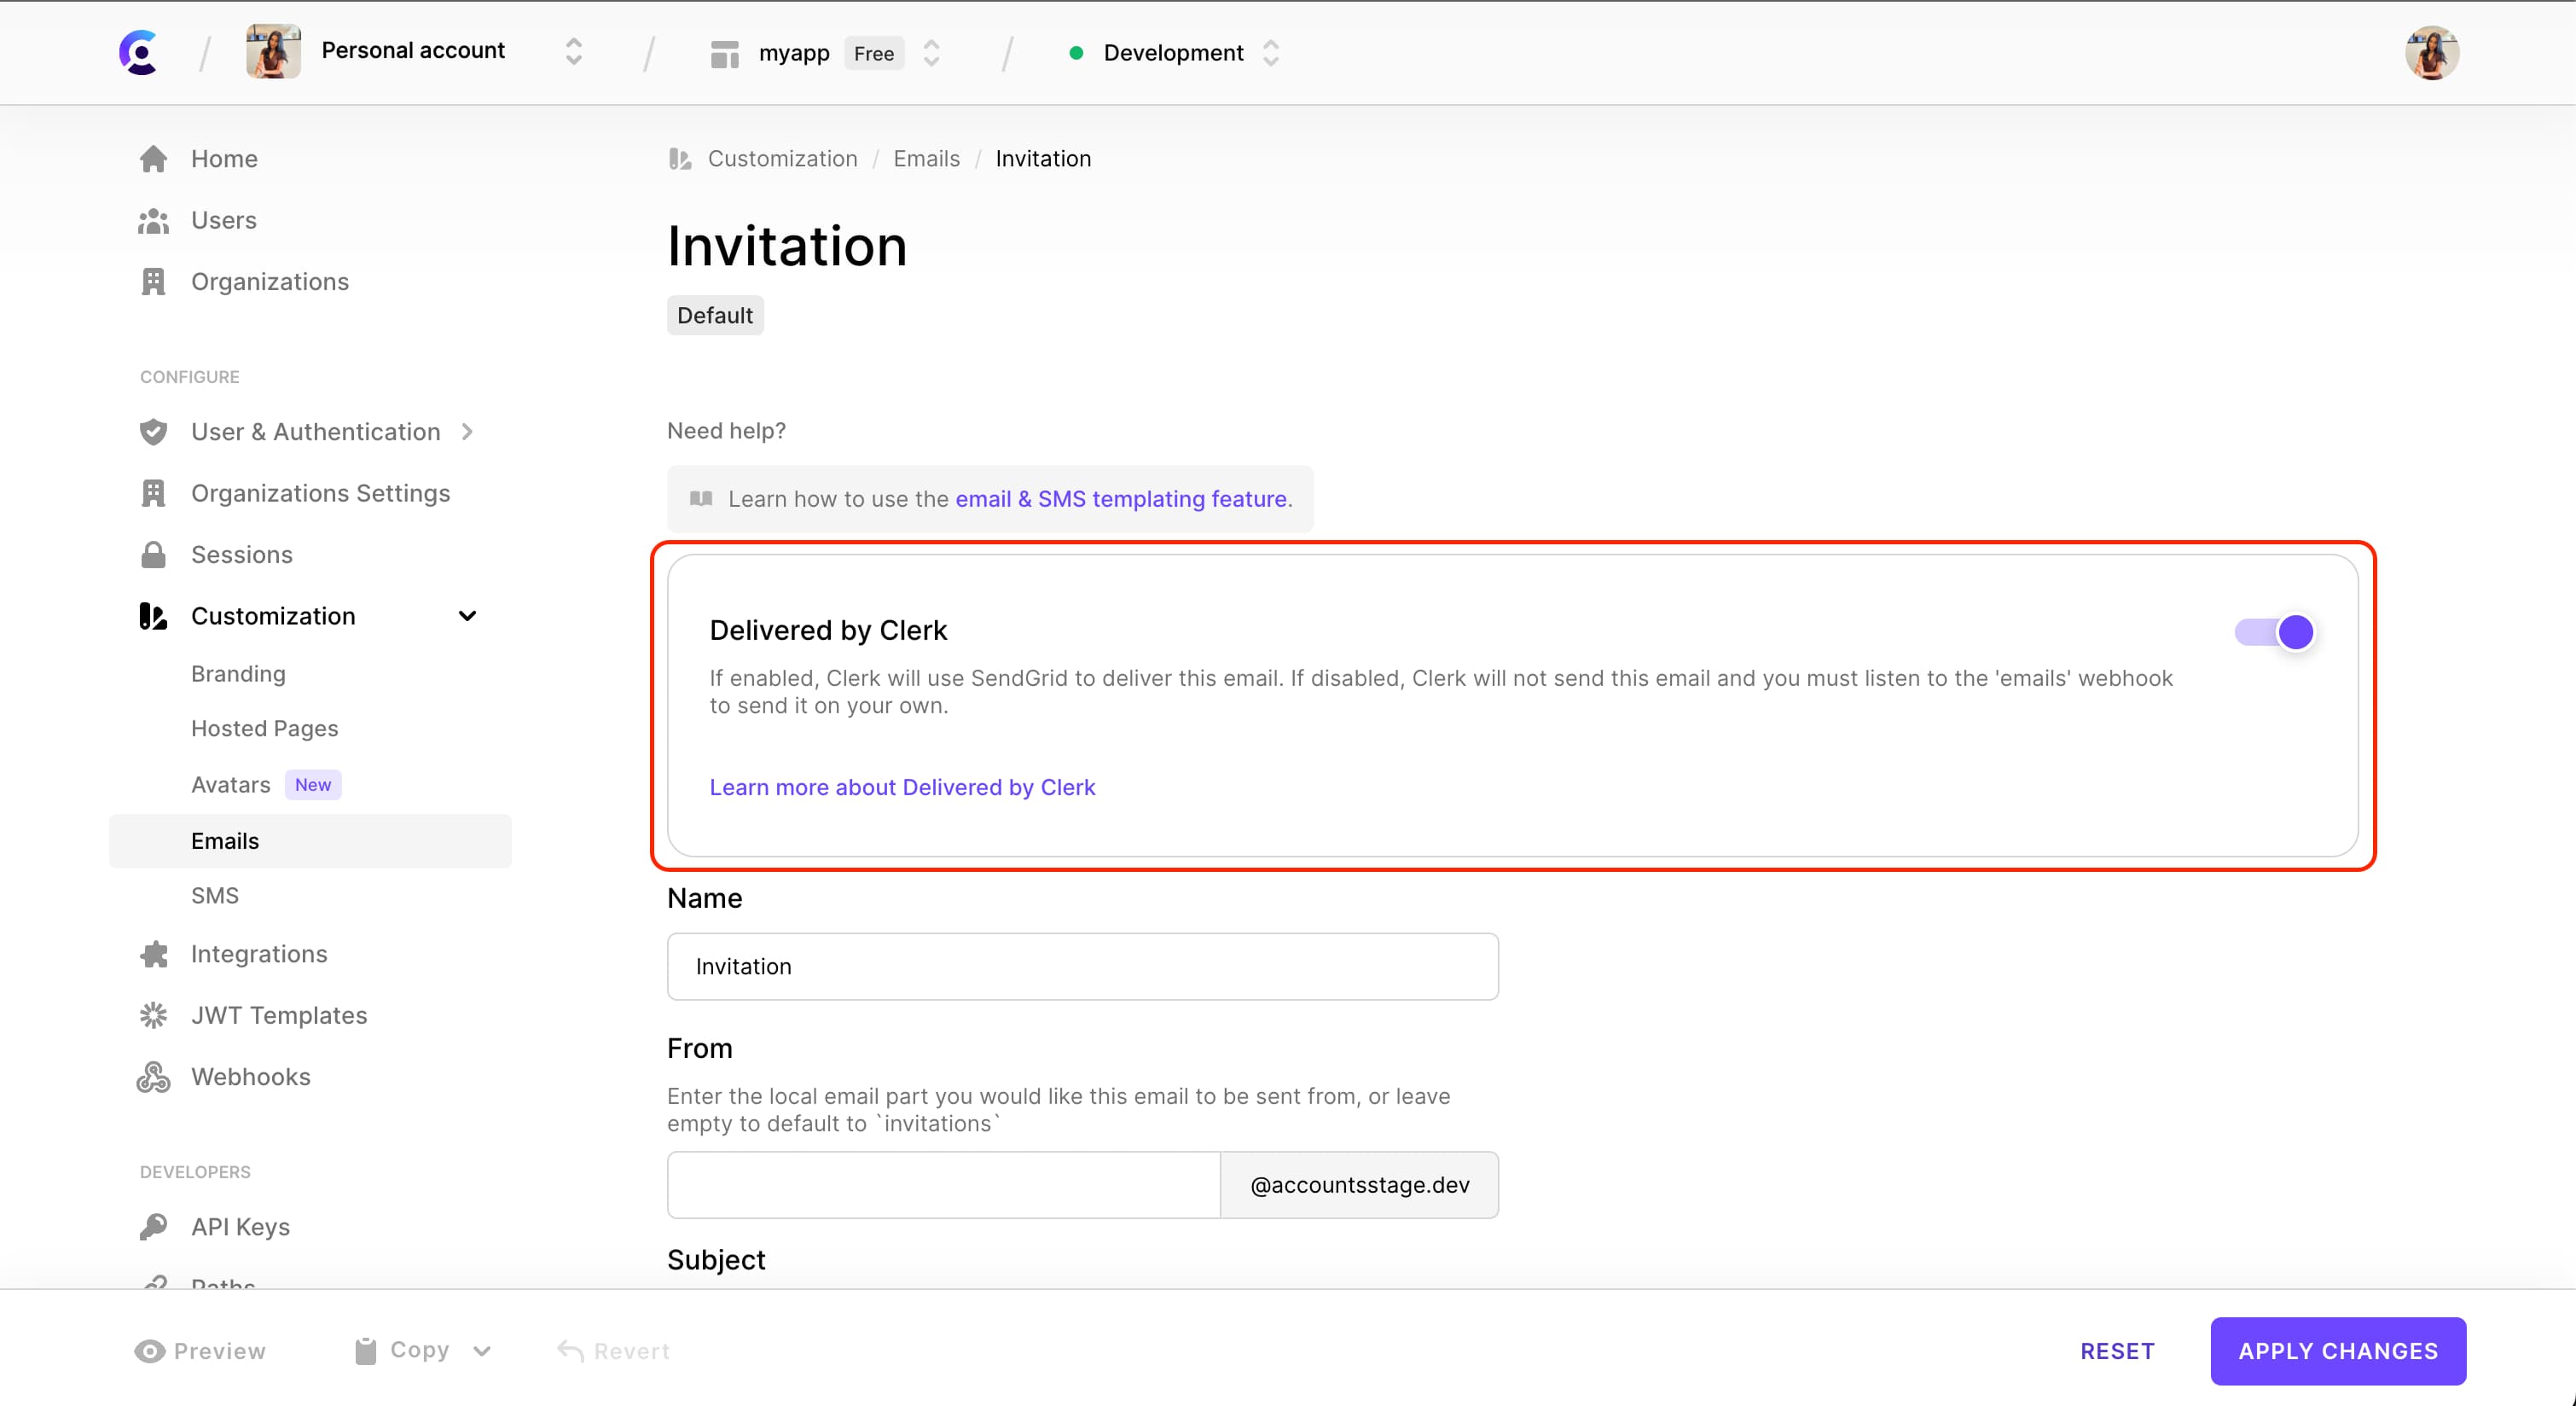 Personal account
myapp Free
Development
Home
Users
Organizations
CONFIGURE
User & Authentication
Organizations Settings
Sessions
Customization
Branding
Hosted Pages
Avatars New
Emails
SMS
Integrations
JWT Templates
Webhooks
DEVELOPERS
API Keys
Paths
Customization / Emails / Invitation
Invitation
Default
Need help?
Learn how to use the email & SMS templating feature.
Delivered by Clerk
If enabled, Clerk will use SendGrid to deliver this email. If disabled, Clerk will not send this email and you must listen to the 'emails' webhook
to send it on your own.
Learn more about Delivered by Clerk
Name
Invitation
From
Enter the local email part you would like this email to be sent from, or leave
empty to default to `invitations`
@accountsstage.dev
Subject
Preview
Copy
Revert
RESET
APPLY CHANGES